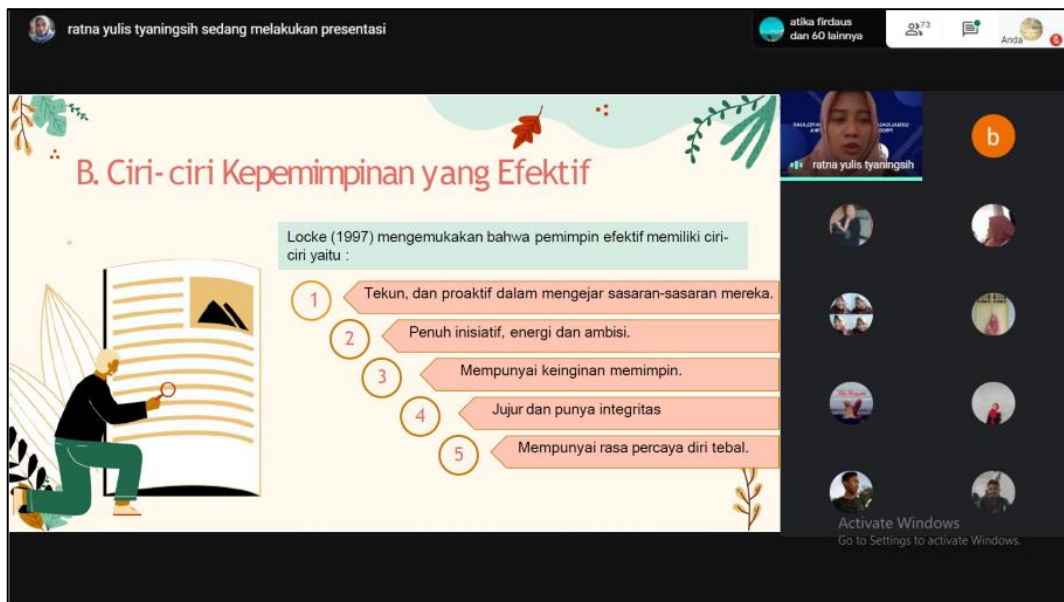 ratna yulis tyaningsih sedang melakukan presentasi
atika firdaus
dan 60 lainnya
73
Anda
B. Ciri- ciri Kepemimpinan yang Efektif
Locke (1997) mengemukakan bahwa pemimpin efektif memiliki ciri-
ciri yaitu :
1
Tekun, dan proaktif dalam mengejar sasaran-sasaran mereka.
2
Penuh inisiatif, energi dan ambisi.
3
Mempunyai keinginan memimpin.
4
Jujur dan punya integritas
5
Mempunyai rasa percaya diri tebal.
ratna yulis tyaningsih
b
Activate Windows
Go to Settings to activate Windows.